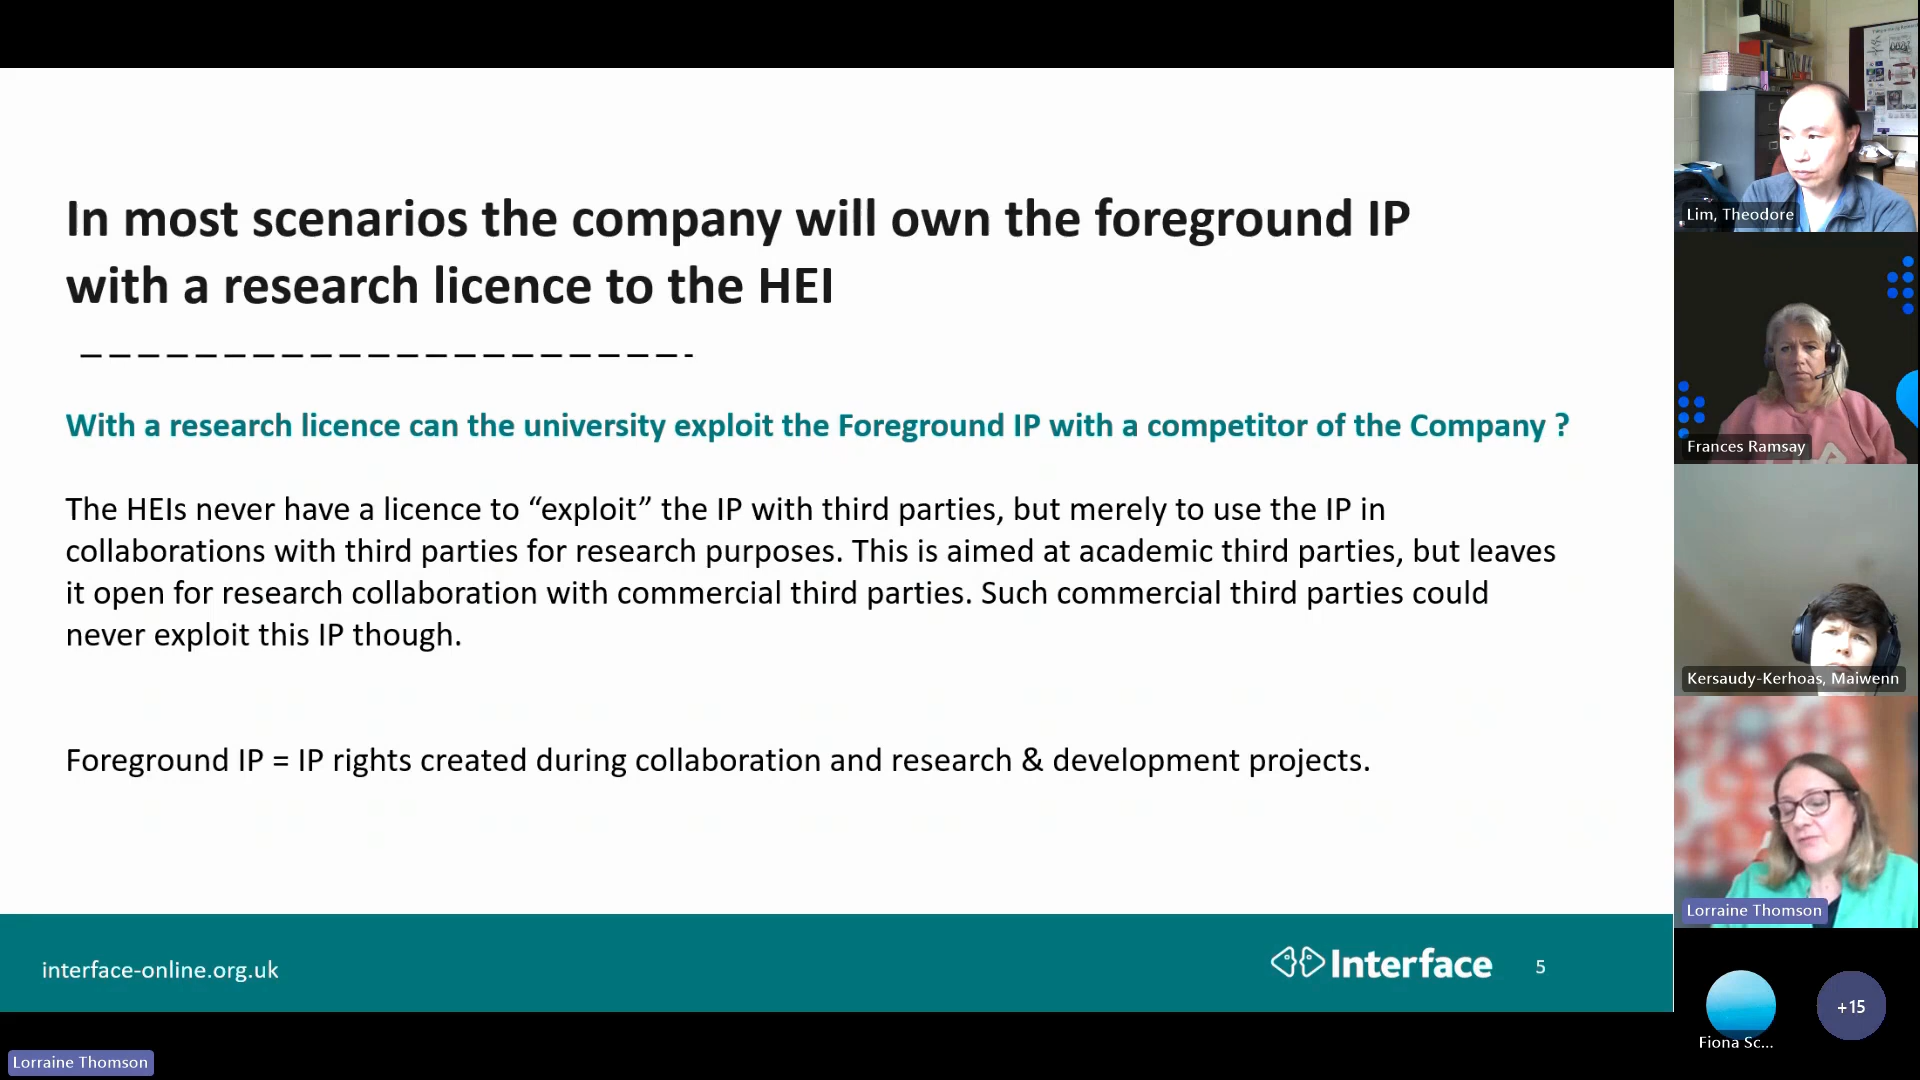 In most scenarios the company will own the foreground IP
with a research licence to the HEI
With a research licence can the university exploit the Foreground IP with a competitor of the Company ?
The HEIs never have a licence to “exploit” the IP with third parties, but merely to use the IP in
collaborations with third parties for research purposes. This is aimed at academic third parties, but leaves
it open for research collaboration with commercial third parties. Such commercial third parties could
never exploit this IP though.
Foreground IP = IP rights created during collaboration and research & development projects.
interface-online.org.uk
Interface
5
Lorraine Thomson
Lim, Theodore
Frances Ramsay
Kersaudy-Kerhoas, Maiwenn
Lorraine Thomson
Fiona Sc...
+15